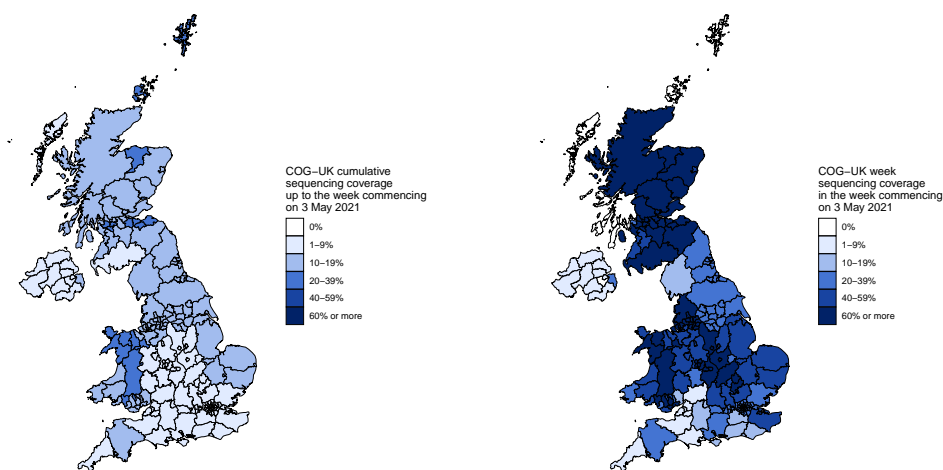 COG–UK cumulative
sequencing coverage
up to the week commencing
on 3 May 2021
0%
1–9%
10–19%
20–39%
40–59%
60% or more
COG–UK week
sequencing coverage
in the week commencing
on 3 May 2021
0%
1–9%
10–19%
20–39%
40–59%
60% or more